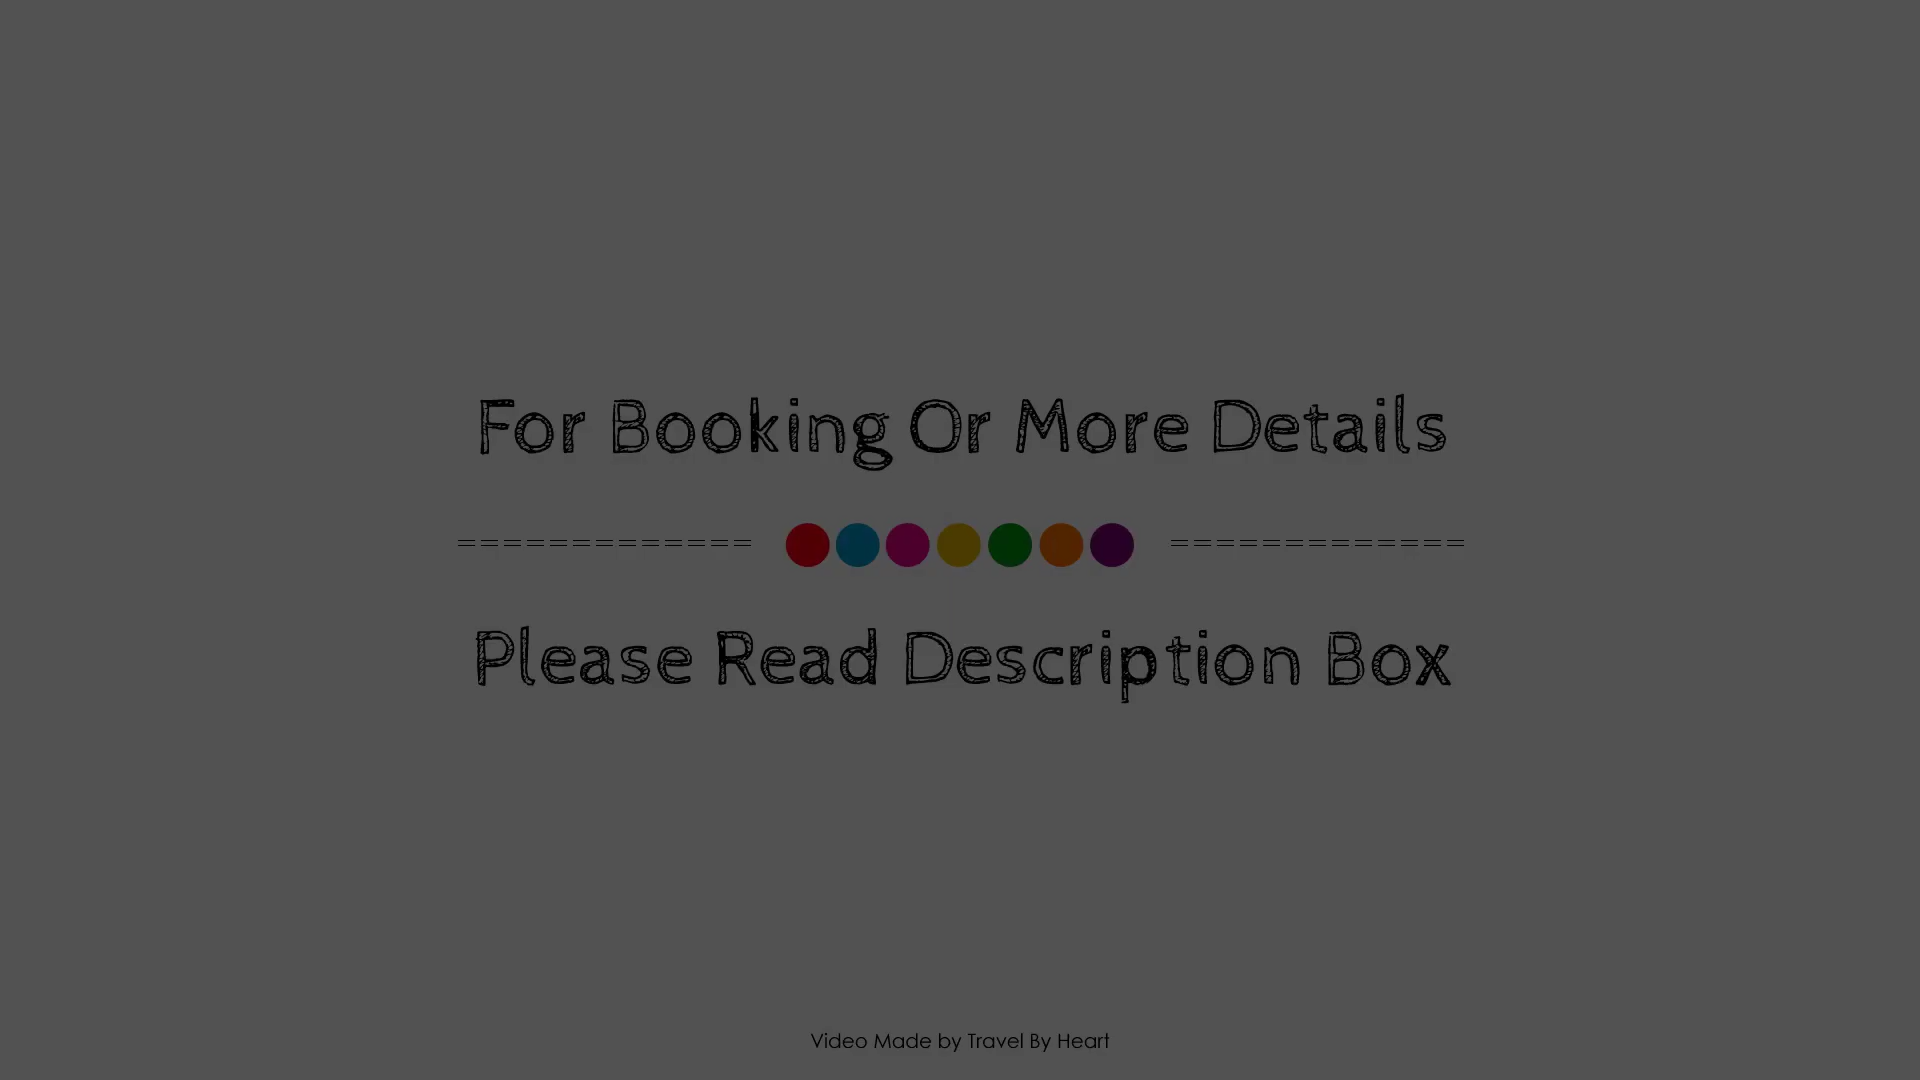 For Booking Or More Details
============= =============
Please Read Description Box
Video Made by Travel By Heart